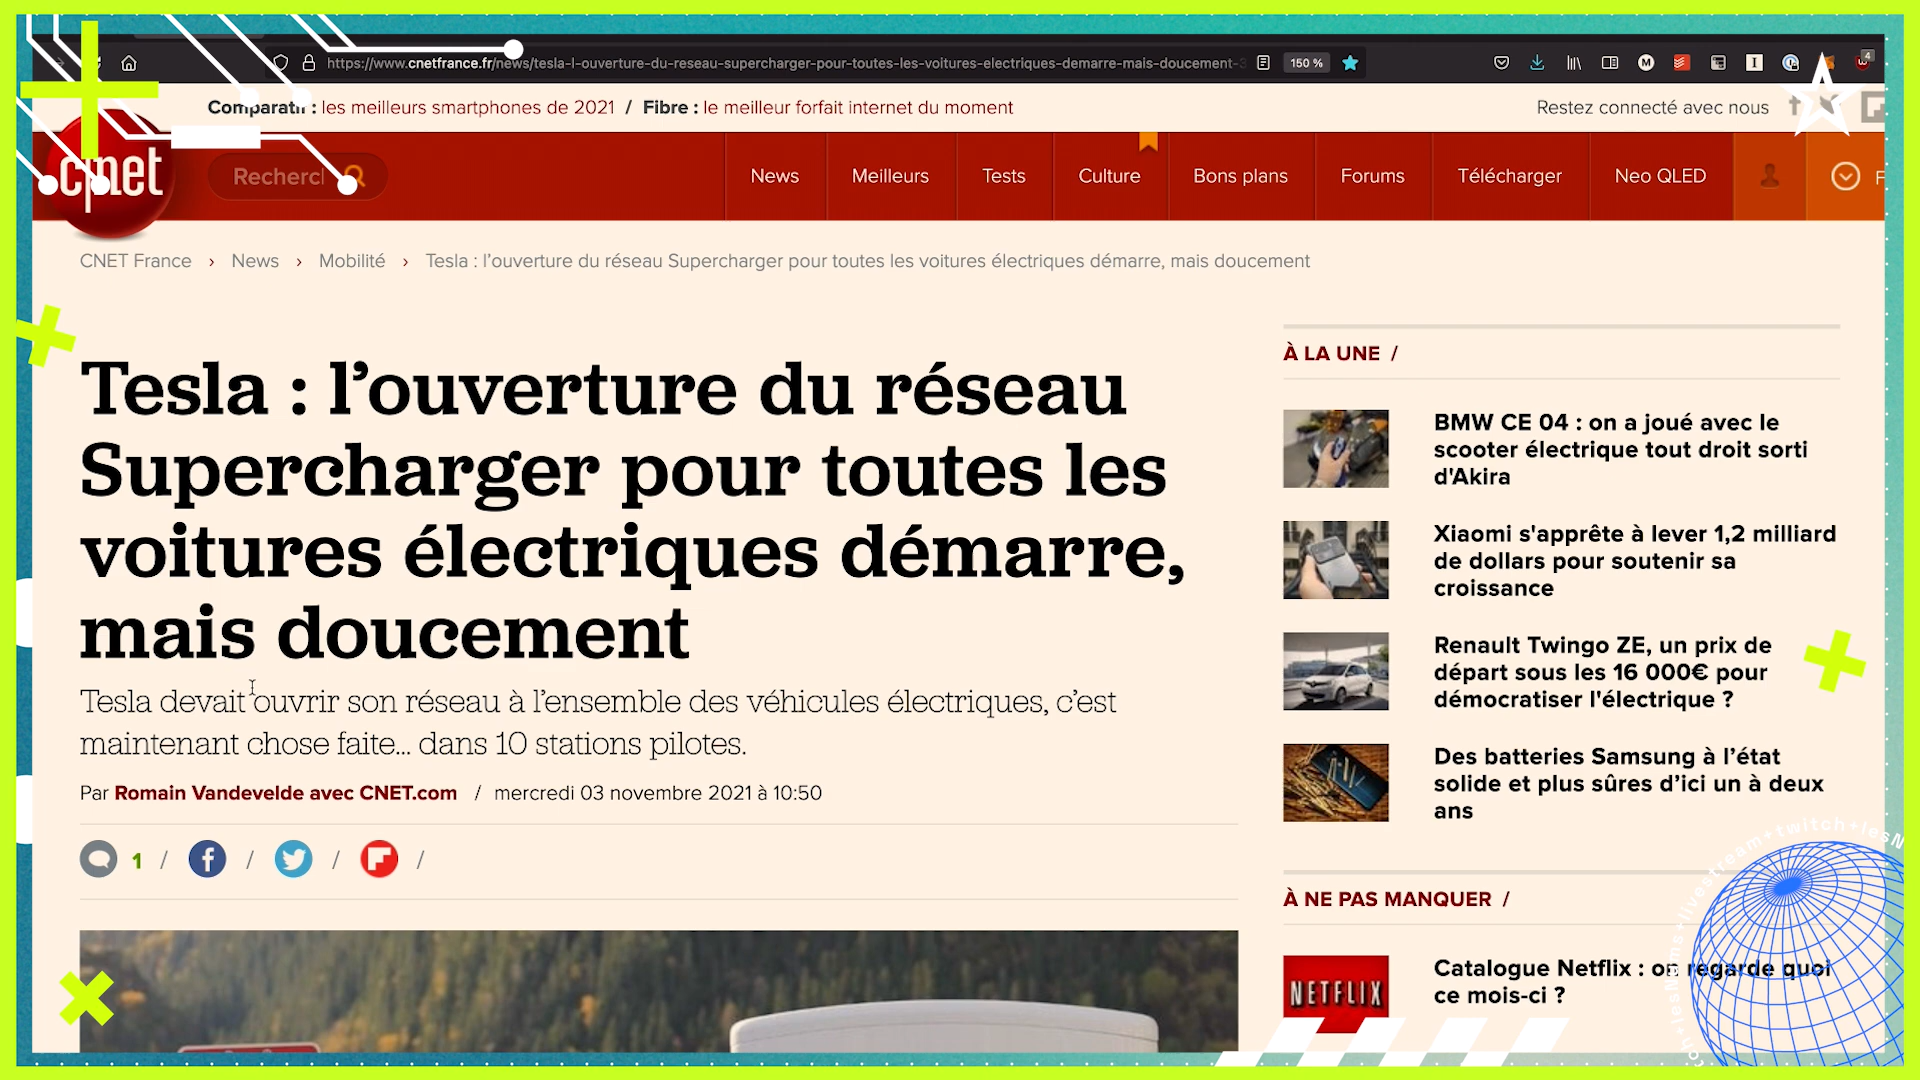 https://www.cnetfrance.fr/news/tesla-l-ouverture-du-reseau-supercharger-pour-toutes-les-voitures-electriques-demarre-mais-doucement-
150 %
Comparatif : les meilleurs smartphones de 2021 / Fibre : le meilleur forfait internet du moment
Restez connecté avec nous
cnet
Recherc
News
Meilleurs
Tests
Culture
Bons plans
Forums
Télécharger
Neo QLED
F
CNET France › News › Mobilité › Tesla : l’ouverture du réseau Supercharger pour toutes les voitures électriques démarre, mais doucement
Tesla : l’ouverture du réseau
Supercharger pour toutes les
voitures électriques démarre,
mais doucement
Tesla devait ouvrir son réseau à l’ensemble des véhicules électriques, c’est
maintenant chose faite... dans 10 stations pilotes.
Par Romain Vandevelde avec CNET.com / mercredi 03 novembre 2021 à 10:50
1 / / / /
À LA UNE /
BMW CE 04 : on a joué avec le
scooter électrique tout droit sorti
d'Akira
Xiaomi s'apprête à lever 1,2 milliard
de dollars pour soutenir sa
croissance
Renault Twingo ZE, un prix de
départ sous les 16 000€ pour
démocratiser l'électrique ?
Des batteries Samsung à l’état
solide et plus sûres d’ici un à deux
ans
À NE PAS MANQUER /
NETFLIX
Catalogue Netflix : on regarde quoi
ce mois-ci ?
livestream+twitch+lesN